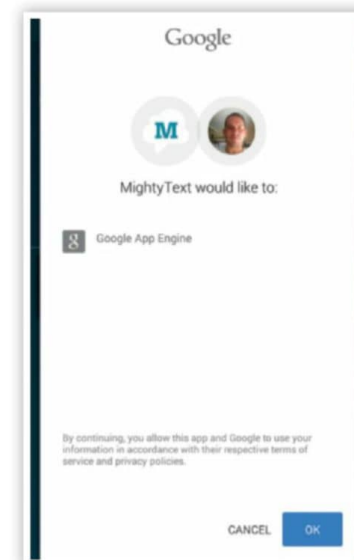 Google
M
MightyText would like to:
g Google App Engine
By continuing, you allow this app and Google to use your
information in accordance with their respective terms of
service and privacy policies.
CANCEL OK